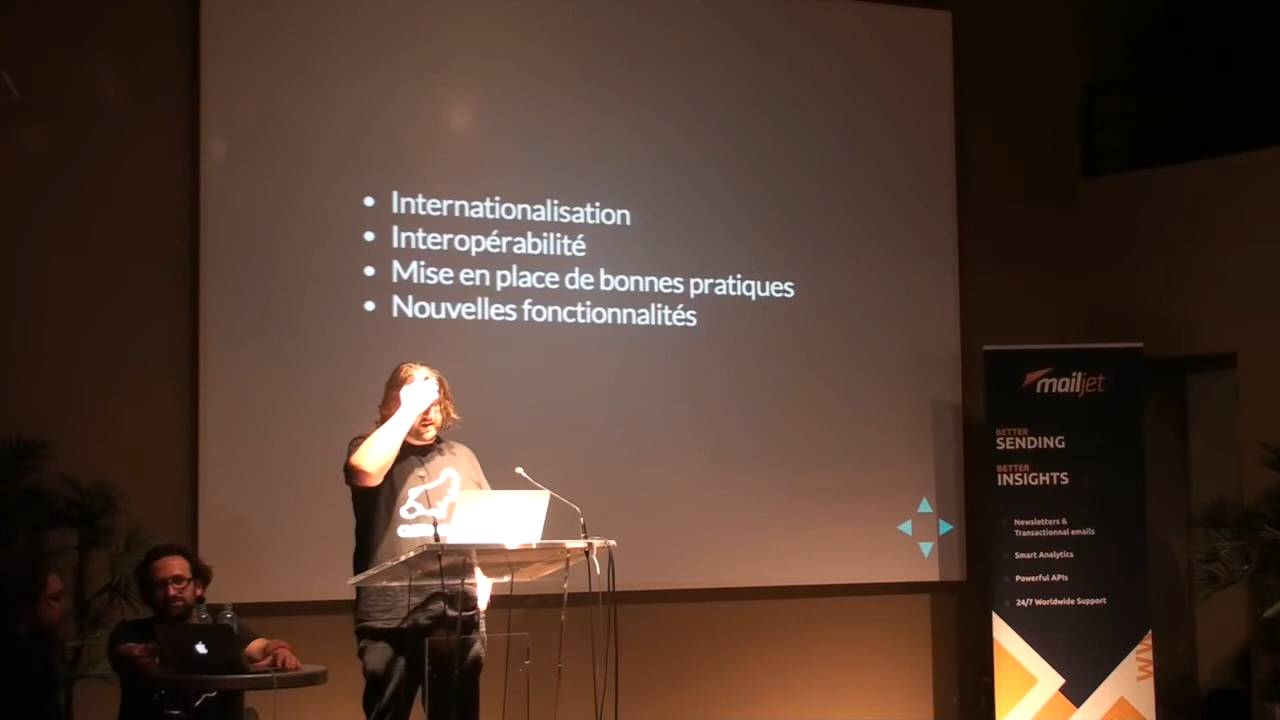 Internationalisation
Interopérabilité
Mise en place de bonnes pratiques
Nouvelles fonctionnalités
mailjet
BETTER
SENDING
BETTER
INSIGHTS
Newsletters &
Transactionnal emails
Smart Analytics
Powerful APIs
24/7 Worldwide Support